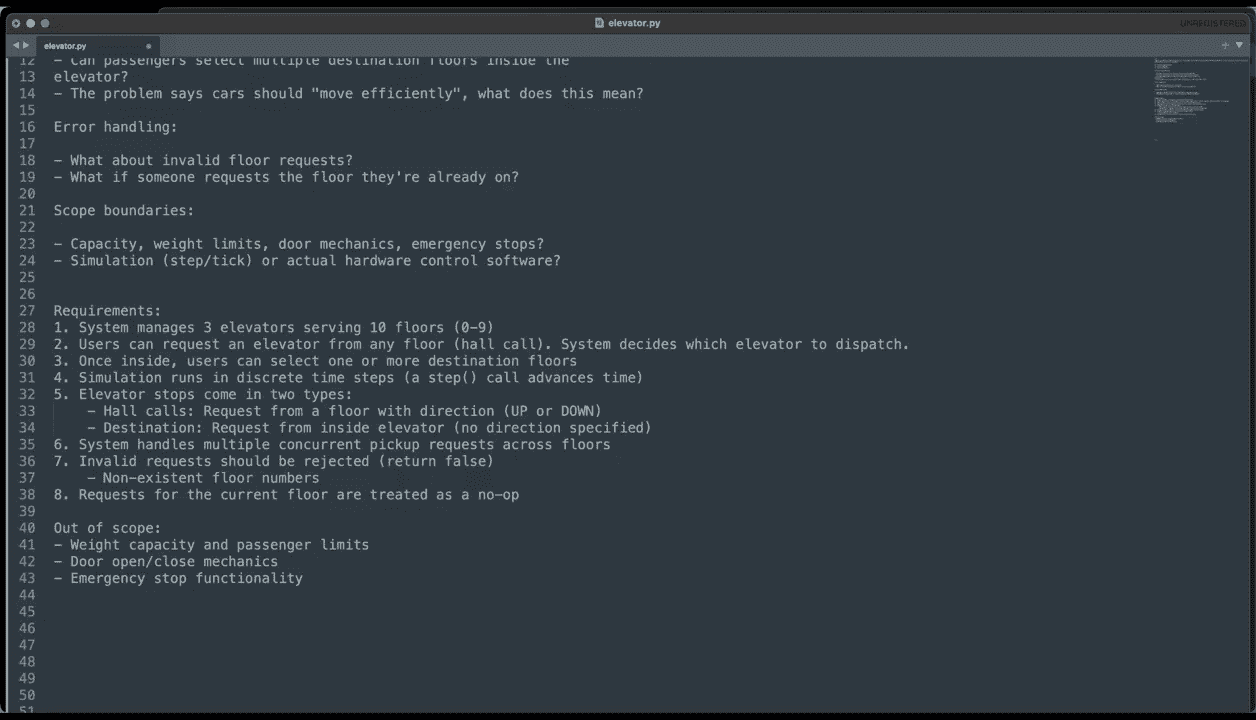 elevator.py
UNREGISTERED
elevator.py
12 - Can passengers select multiple destination floors inside the
13 elevator?
14 - The problem says cars should "move efficiently", what does this mean?
15
16 Error handling:
17
18 - What about invalid floor requests?
19 - What if someone requests the floor they're already on?
20
21 Scope boundaries:
22
23 - Capacity, weight limits, door mechanics, emergency stops?
24 - Simulation (step/tick) or actual hardware control software?
25
26
27 Requirements:
28 1. System manages 3 elevators serving 10 floors (0-9)
29 2. Users can request an elevator from any floor (hall call). System decides which elevator to dispatch.
30 3. Once inside, users can select one or more destination floors
31 4. Simulation runs in discrete time steps (a step() call advances time)
32 5. Elevator stops come in two types:
33 - Hall calls: Request from a floor with direction (UP or DOWN)
34 - Destination: Request from inside elevator (no direction specified)
35 6. System handles multiple concurrent pickup requests across floors
36 7. Invalid requests should be rejected (return false)
37 - Non-existent floor numbers
38 8. Requests for the current floor are treated as a no-op
39
40 Out of scope:
41 - Weight capacity and passenger limits
42 - Door open/close mechanics
43 - Emergency stop functionality
44
45
46
47
48
49
50
51